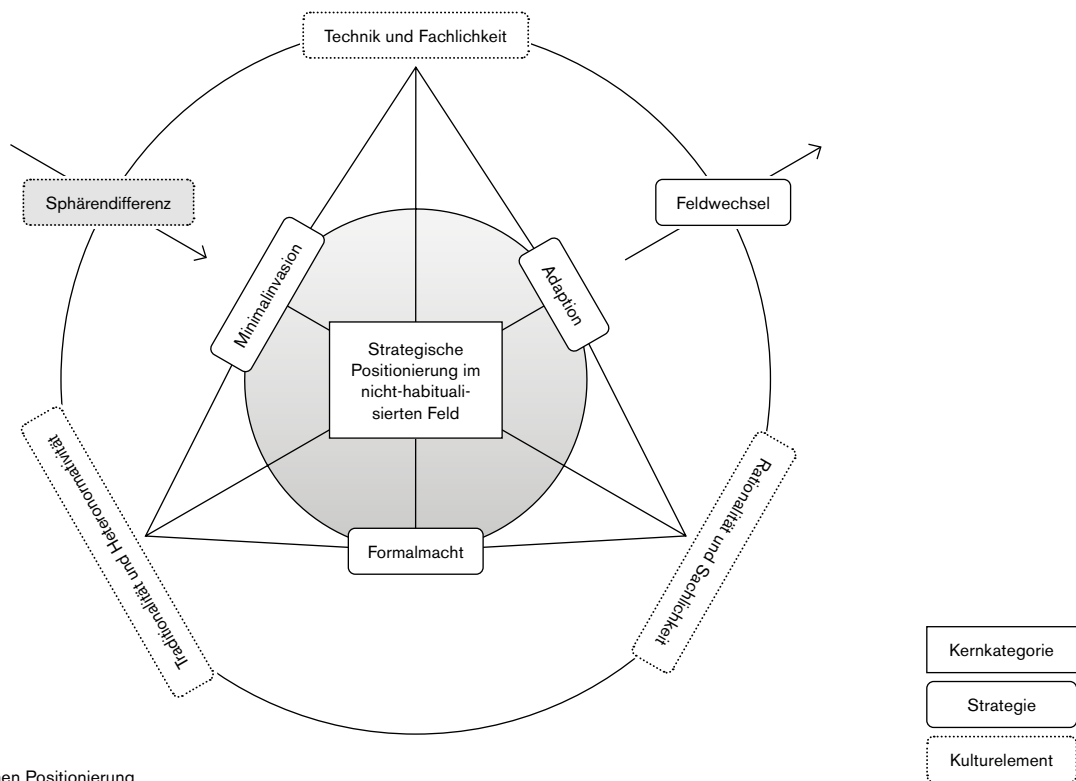 Technik und Fachlichkeit
Sphärendifferenz
Feldwechsel
Minimalinvasion
Adaption
Strategische
Positionierung im
nicht-habituali-
sierten Feld
Traditionalität und Heteronormativität
Rationalität und Sachlichkeit
Formalmacht
Kernkategorie
Strategie
Kulturelement
en Positionierung